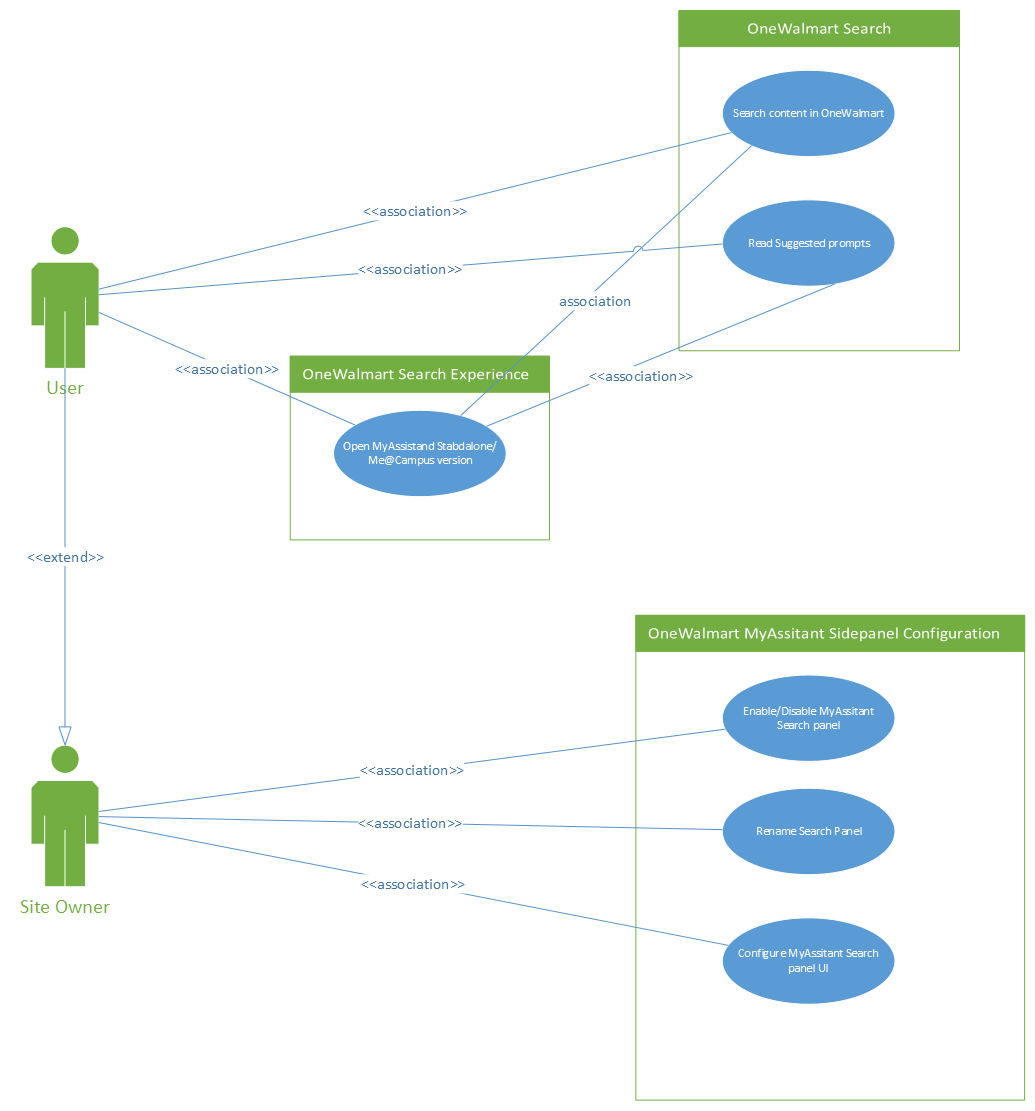 OneWalmart Search
Search content in OneWalmart
<<association>>
Read Suggested prompts
<<association>>
association
<<association>>
OneWalmart Search Experience
<<association>>
User
Open MyAssistand Stabdalone/
Me@Campus version
<<extend>>
OneWalmart MyAssitant Sidepanel Configuration
Enable/Disable MyAssitant
Search panel
<<association>>
<<association>>
Rename Search Panel
<<association>>
Site Owner
Configure MyAssitant Search
panel UI